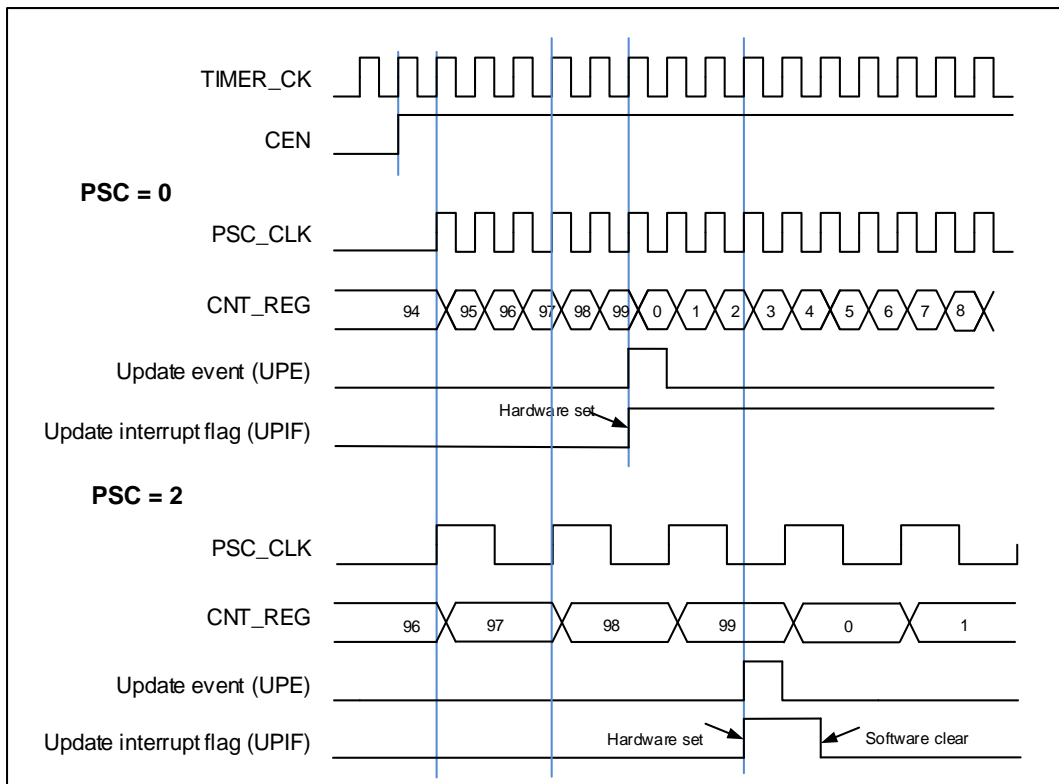 TIMER_CK
CEN
PSC = 0
PSC_CLK
CNT_REG 94 95 96 97 98 99 0 1 2 3 4 5 6 7 8
Update event (UPE)
Hardware set
Update interrupt flag (UPIF)
PSC = 2
PSC_CLK
CNT_REG 96 97 98 99 0 1
Update event (UPE)
Update interrupt flag (UPIF) Hardware set Software clear